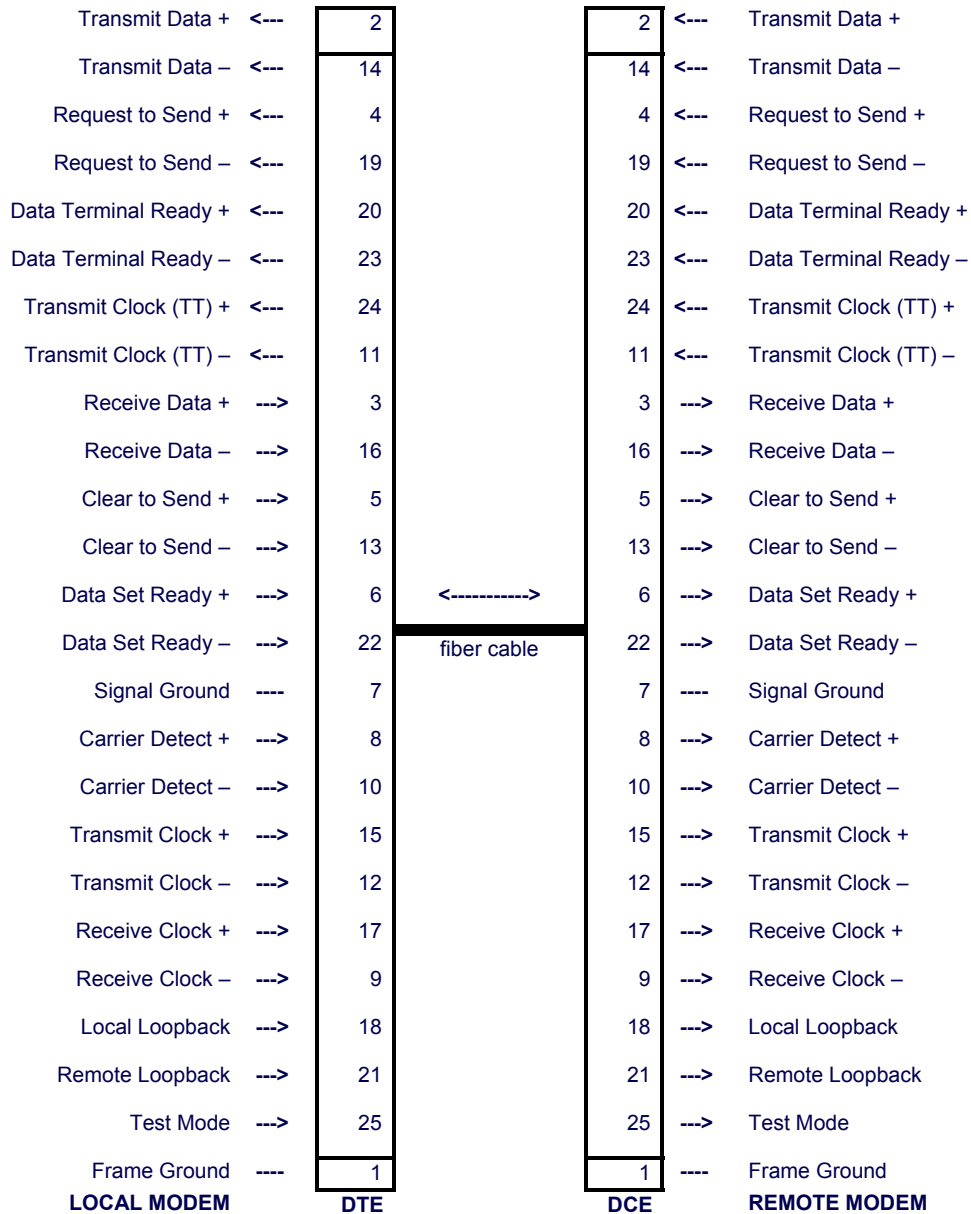 Transmit Data + <--- 2 2 <--- Transmit Data +
Transmit Data – <--- 14 14 <--- Transmit Data –
Request to Send + <--- 4 4 <--- Request to Send +
Request to Send – <--- 19 19 <--- Request to Send –
Data Terminal Ready + <--- 20 20 <--- Data Terminal Ready +
Data Terminal Ready – <--- 23 23 <--- Data Terminal Ready –
Transmit Clock (TT) + <--- 24 24 <--- Transmit Clock (TT) +
Transmit Clock (TT) – <--- 11 11 <--- Transmit Clock (TT) –
Receive Data + ---> 3 3 ---> Receive Data +
Receive Data – ---> 16 16 ---> Receive Data –
Clear to Send + ---> 5 5 ---> Clear to Send +
Clear to Send – ---> 13 13 ---> Clear to Send –
Data Set Ready + ---> 6 <-----------> 6 ---> Data Set Ready +
Data Set Ready – ---> 22 fiber cable 22 ---> Data Set Ready –
Signal Ground ---- 7 7 ---- Signal Ground
Carrier Detect + ---> 8 8 ---> Carrier Detect +
Carrier Detect – ---> 10 10 ---> Carrier Detect –
Transmit Clock + ---> 15 15 ---> Transmit Clock +
Transmit Clock – ---> 12 12 ---> Transmit Clock –
Receive Clock + ---> 17 17 ---> Receive Clock +
Receive Clock – ---> 9 9 ---> Receive Clock –
Local Loopback ---> 18 18 ---> Local Loopback
Remote Loopback ---> 21 21 ---> Remote Loopback
Test Mode ---> 25 25 ---> Test Mode
Frame Ground ---- 1 1 ---- Frame Ground
LOCAL MODEM DTE DCE REMOTE MODEM